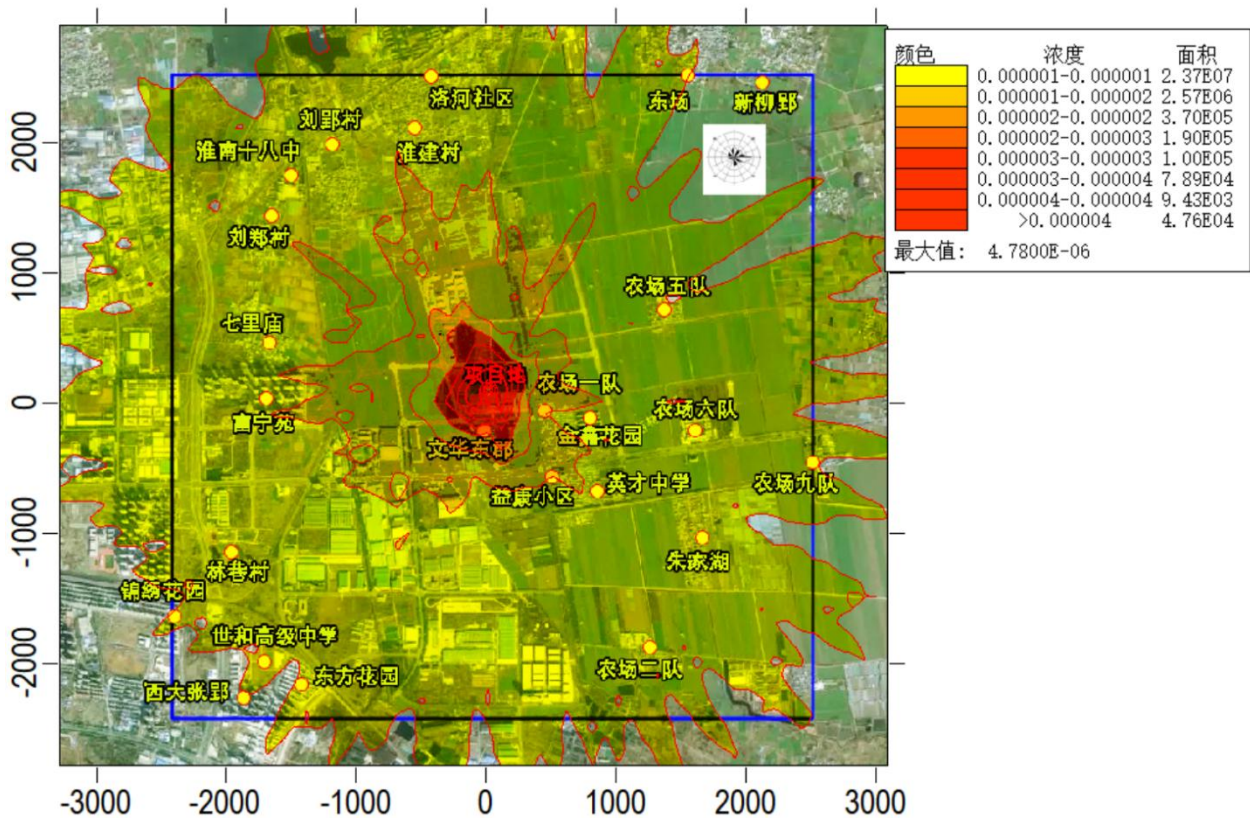 颜色 浓度 面积
0.000001-0.000001 2.37E07
0.000001-0.000002 2.57E06
0.000002-0.000002 3.70E05
0.000002-0.000003 1.90E05
0.000003-0.000003 1.00E05
0.000003-0.000004 7.89E04
0.000004-0.000004 9.43E03
>0.000004 4.76E04
最大值: 4.7800E-06
洛河社区
东场
新柳郢
刘郢村
淮南十八中
淮建村
刘郑村
农场五队
七里庙
农场一队
农场六队
富宁苑
金鑫花园
文华东郡
益康小区
英才中学
农场九队
林巷村
朱家湖
锦绣花园
世和高级中学
东方花园
西大张郢
农场二队
2000
1000
0
-1000
-2000
-3000 -2000 -1000 0 1000 2000 3000